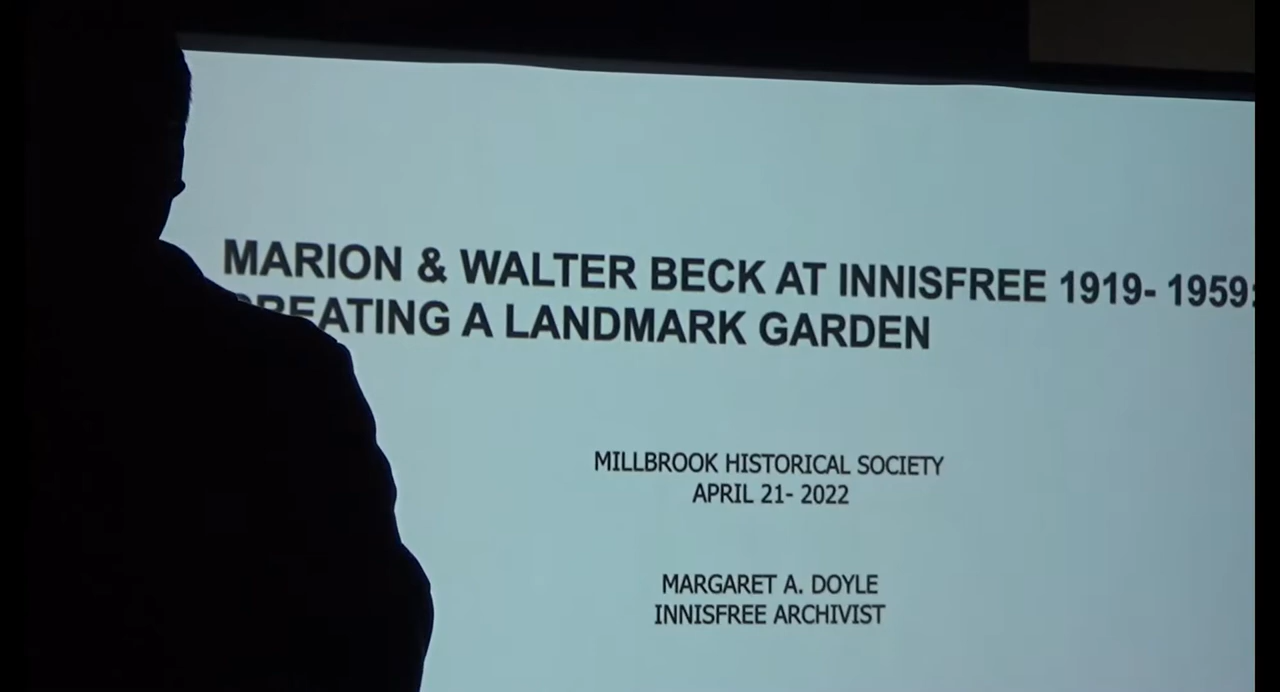 MARION & WALTER BECK AT INNISFREE 1919- 1959:
CREATING A LANDMARK GARDEN
MILLBROOK HISTORICAL SOCIETY
APRIL 21- 2022
MARGARET A. DOYLE
INNISFREE ARCHIVIST